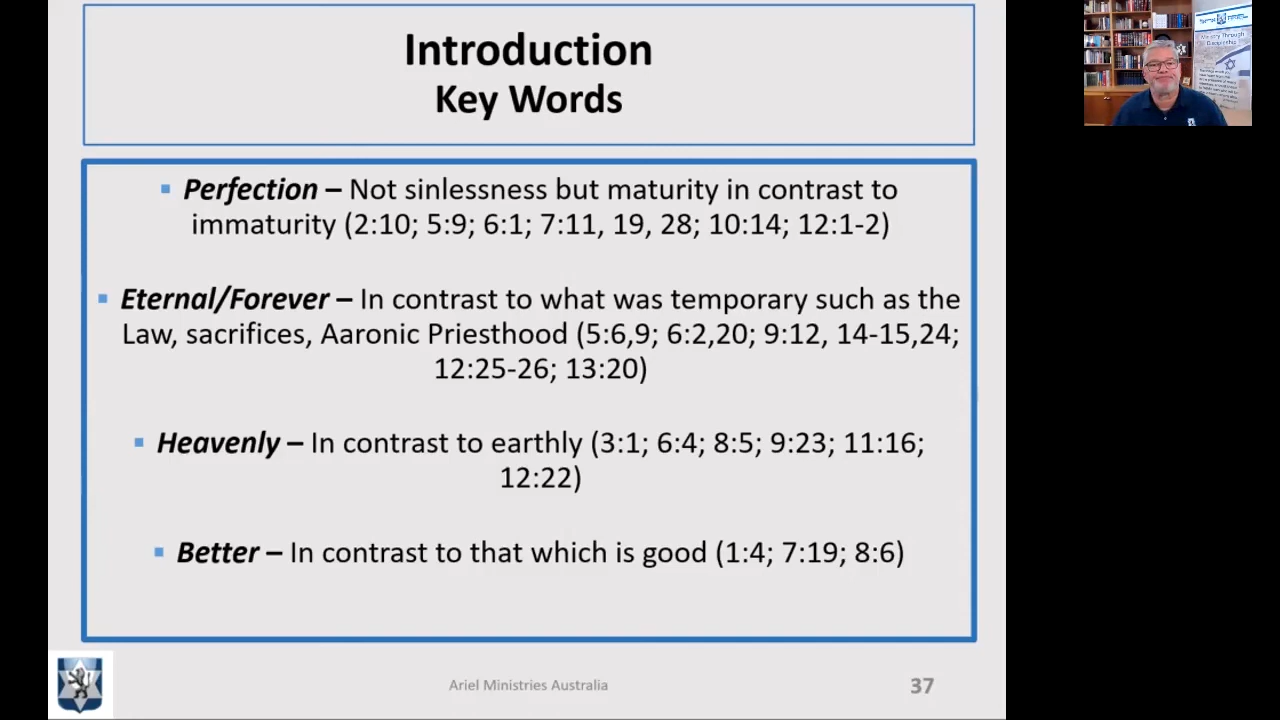 Introduction
Key Words
▪ Perfection – Not sinlessness but maturity in contrast to
immaturity (2:10; 5:9; 6:1; 7:11, 19, 28; 10:14; 12:1-2)
▪ Eternal/Forever – In contrast to what was temporary such as the
Law, sacrifices, Aaronic Priesthood (5:6,9; 6:2,20; 9:12, 14-15,24;
12:25-26; 13:20)
▪ Heavenly – In contrast to earthly (3:1; 6:4; 8:5; 9:23; 11:16;
12:22)
▪ Better – In contrast to that which is good (1:4; 7:19; 8:6)
Ariel Ministries Australia
37
Ministry Through
Discipleship